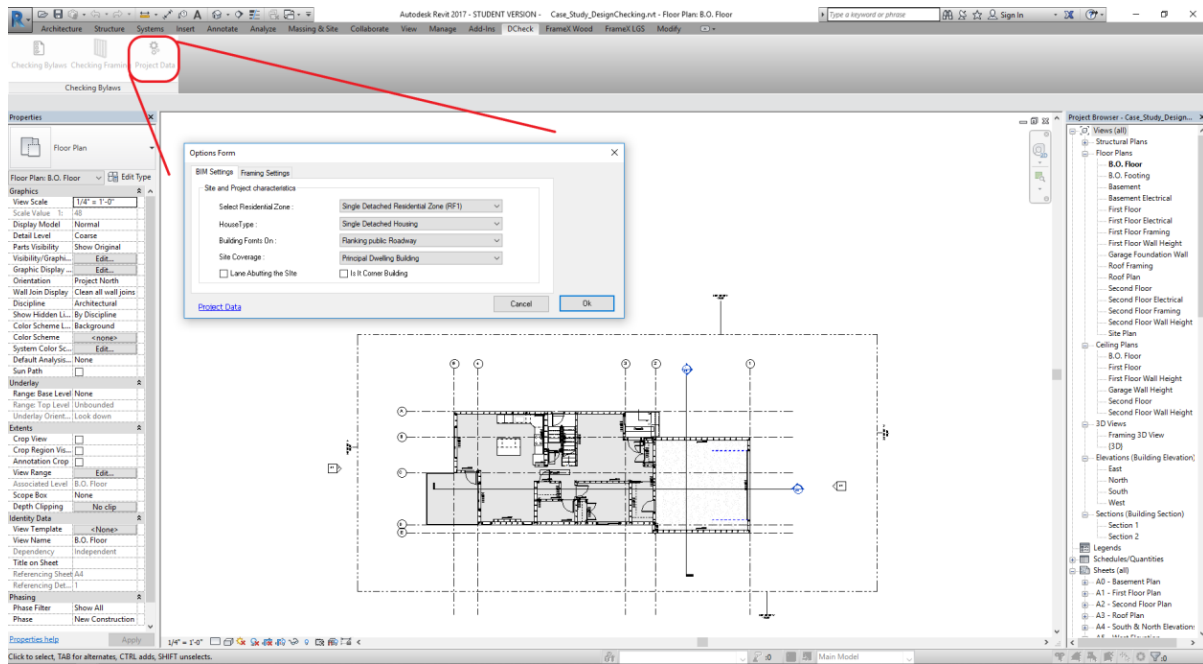 Autodesk Revit 2017 - STUDENT VERSION - Case_Study_DesignChecking.rvt - Floor Plan: B.O. Floor
Type a keyword or phrase
Sign In
Architecture Structure Systems Insert Annotate Analyze Massing & Site Collaborate View Manage Add-Ins DCheck FrameX Wood FrameX LGS Modify
Checking Bylaws Checking Framing Project Data
Checking Bylaws
Properties
Floor Plan
Floor Plan: B.O. Floor Edit Type
Graphics
View Scale 1/4" = 1'-0"
Scale Value 1: 48
Display Model Normal
Detail Level Coarse
Parts Visibility Show Original
Visibility/Graphi... Edit...
Graphic Display ... Edit...
Orientation Project North
Wall Join Display Clean all wall joins
Discipline Architectural
Show Hidden Li... By Discipline
Color Scheme L... Background
Color Scheme <none>
System Color Sc... Edit...
Default Analysis... None
Sun Path
Underlay
Range: Base Level None
Range: Top Level Unbounded
Underlay Orient... Look down
Extents
Crop View
Crop Region Vis...
Annotation Crop
View Range Edit...
Associated Level B.O. Floor
Scope Box None
Depth Clipping No clip
Identity Data
View Template <None>
View Name B.O. Floor
Dependency Independent
Title on Sheet
Referencing Sheet A4
Referencing Det... 1
Phasing
Phase Filter Show All
Phase New Construction
Properties help Apply
Options Form
BIM Settings Framing Settings
Site and Project characteristics
Select Residential Zone : Single Detached Residential Zone (RF1)
HouseType : Single Detached Housing
Building Fornts On : Flanking public Roadway
Site Coverage : Principal Dwelling Building
Lane Abutting the SIte Is It Corner Building
Project Data Cancel Ok
1/4" = 1'-0"
Project Browser - Case_Study_Design...
Views (all)
Structural Plans
Floor Plans
B.O. Floor
B.O. Footing
Basement
Basement Electrical
First Floor
First Floor Electrical
First Floor Framing
First Floor Wall Height
Garage Foundation Wall
Roof Framing
Roof Plan
Second Floor
Second Floor Electrical
Second Floor Framing
Second Floor Wall Height
Site Plan
Ceiling Plans
B.O. Floor
First Floor
First Floor Wall Height
Garage Wall Height
Second Floor
Second Floor Wall Height
3D Views
Framing 3D View
{3D}
Elevations (Building Elevation)
East
North
South
West
Sections (Building Section)
Section 1
Section 2
Legends
Schedules/Quantities
Sheets (all)
A0 - Basement Plan
A1 - First Floor Plan
A2 - Second Floor Plan
A3 - Roof Plan
A4 - South & North Elevation:
Click to select, TAB for alternates, CTRL adds, SHIFT unselects.
:0
Main Model
:0